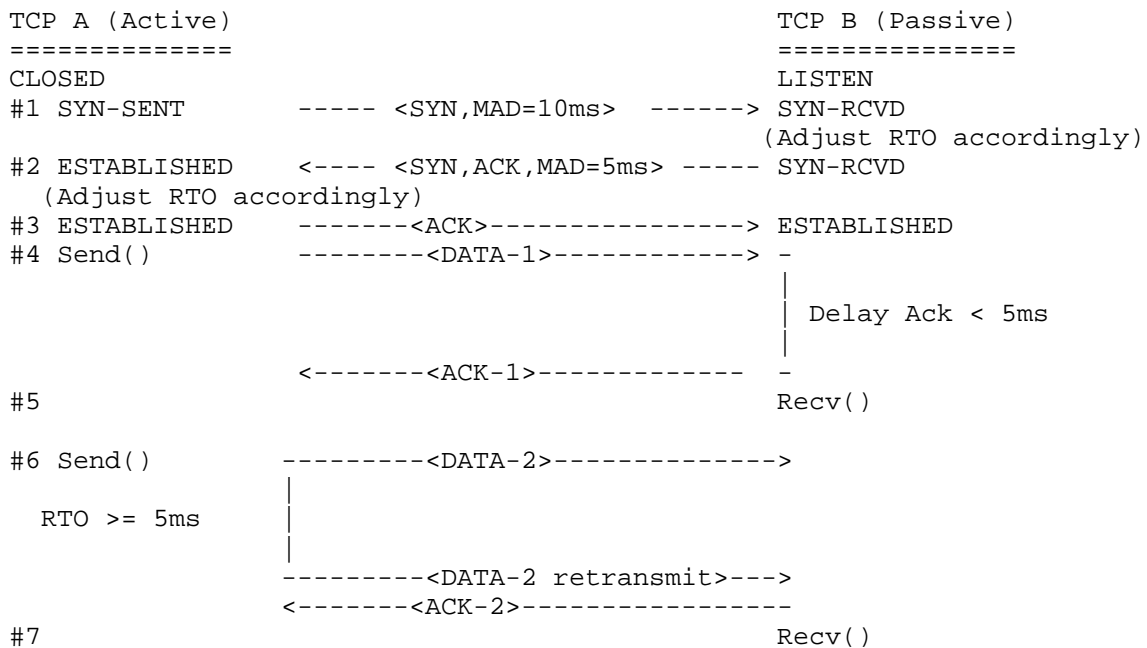 TCP A (Active)                                TCP B (Passive)
==============                                ===============
CLOSED                                        LISTEN
#1 SYN-SENT       ----- <SYN,MAD=10ms>  ------> SYN-RCVD
(Adjust RTO accordingly)
#2 ESTABLISHED    <---- <SYN,ACK,MAD=5ms> ----- SYN-RCVD
(Adjust RTO accordingly)
#3 ESTABLISHED    -------<ACK>----------------> ESTABLISHED
#4 Send()         --------<DATA-1>------------> -
|
| Delay Ack < 5ms
|
<-------<ACK-1>------------- -
#5                                            Recv()
#6 Send()        ---------<DATA-2>-------------->
|
RTO >= 5ms     |
|
---------<DATA-2 retransmit>--->
<-------<ACK-2>-----------------
#7                                            Recv()